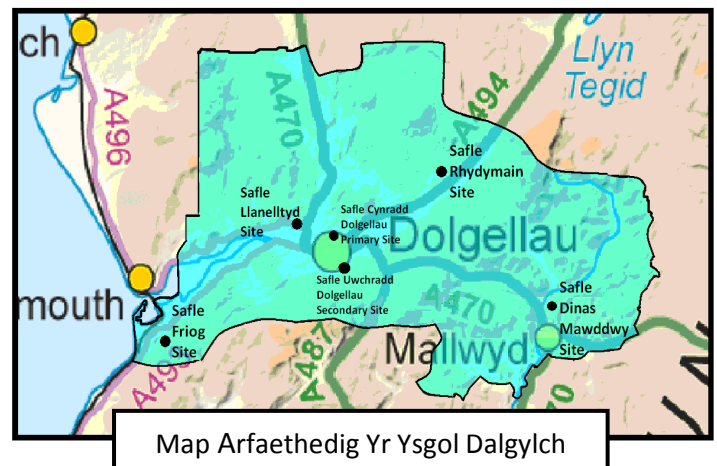 ch
A496
A470
A494
Llyn
Tegid
Safle
Rhydymain
Site
Safle
Llanelltyd
Site
Safle Cynradd
Dolgellau
Primary Site
Dolgellau
Safle Uwchradd
Dolgellau
Secondary Site
A470
Safle
Dinas
Mawddwy
Site
mouth
Safle
Friog
Site
A487
Mallwyd
70
Map Arfaethedig Yr Ysgol Dalgylch